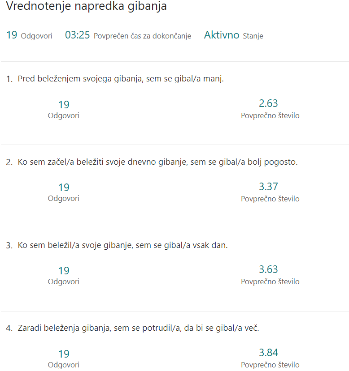 Vrednotenje napredka gibanja
19 Odgovori 03:25 Povprečen čas za dokončanje Aktivno Stanje
1. Pred beleženjem svojega gibanja, sem se gibal/a manj.
19 2.63
Odgovori Povprečno število
2. Ko sem začel/a beležiti svoje dnevno gibanje, sem se gibal/a bolj pogosto.
19 3.37
Odgovori Povprečno število
3. Ko sem beležil/a svoje gibanje, sem se gibal/a vsak dan.
19 3.63
Odgovori Povprečno število
4. Zaradi beleženja gibanja, sem se potrudil/a, da bi se gibal/a več.
19 3.84
Odgovori Povprečno število